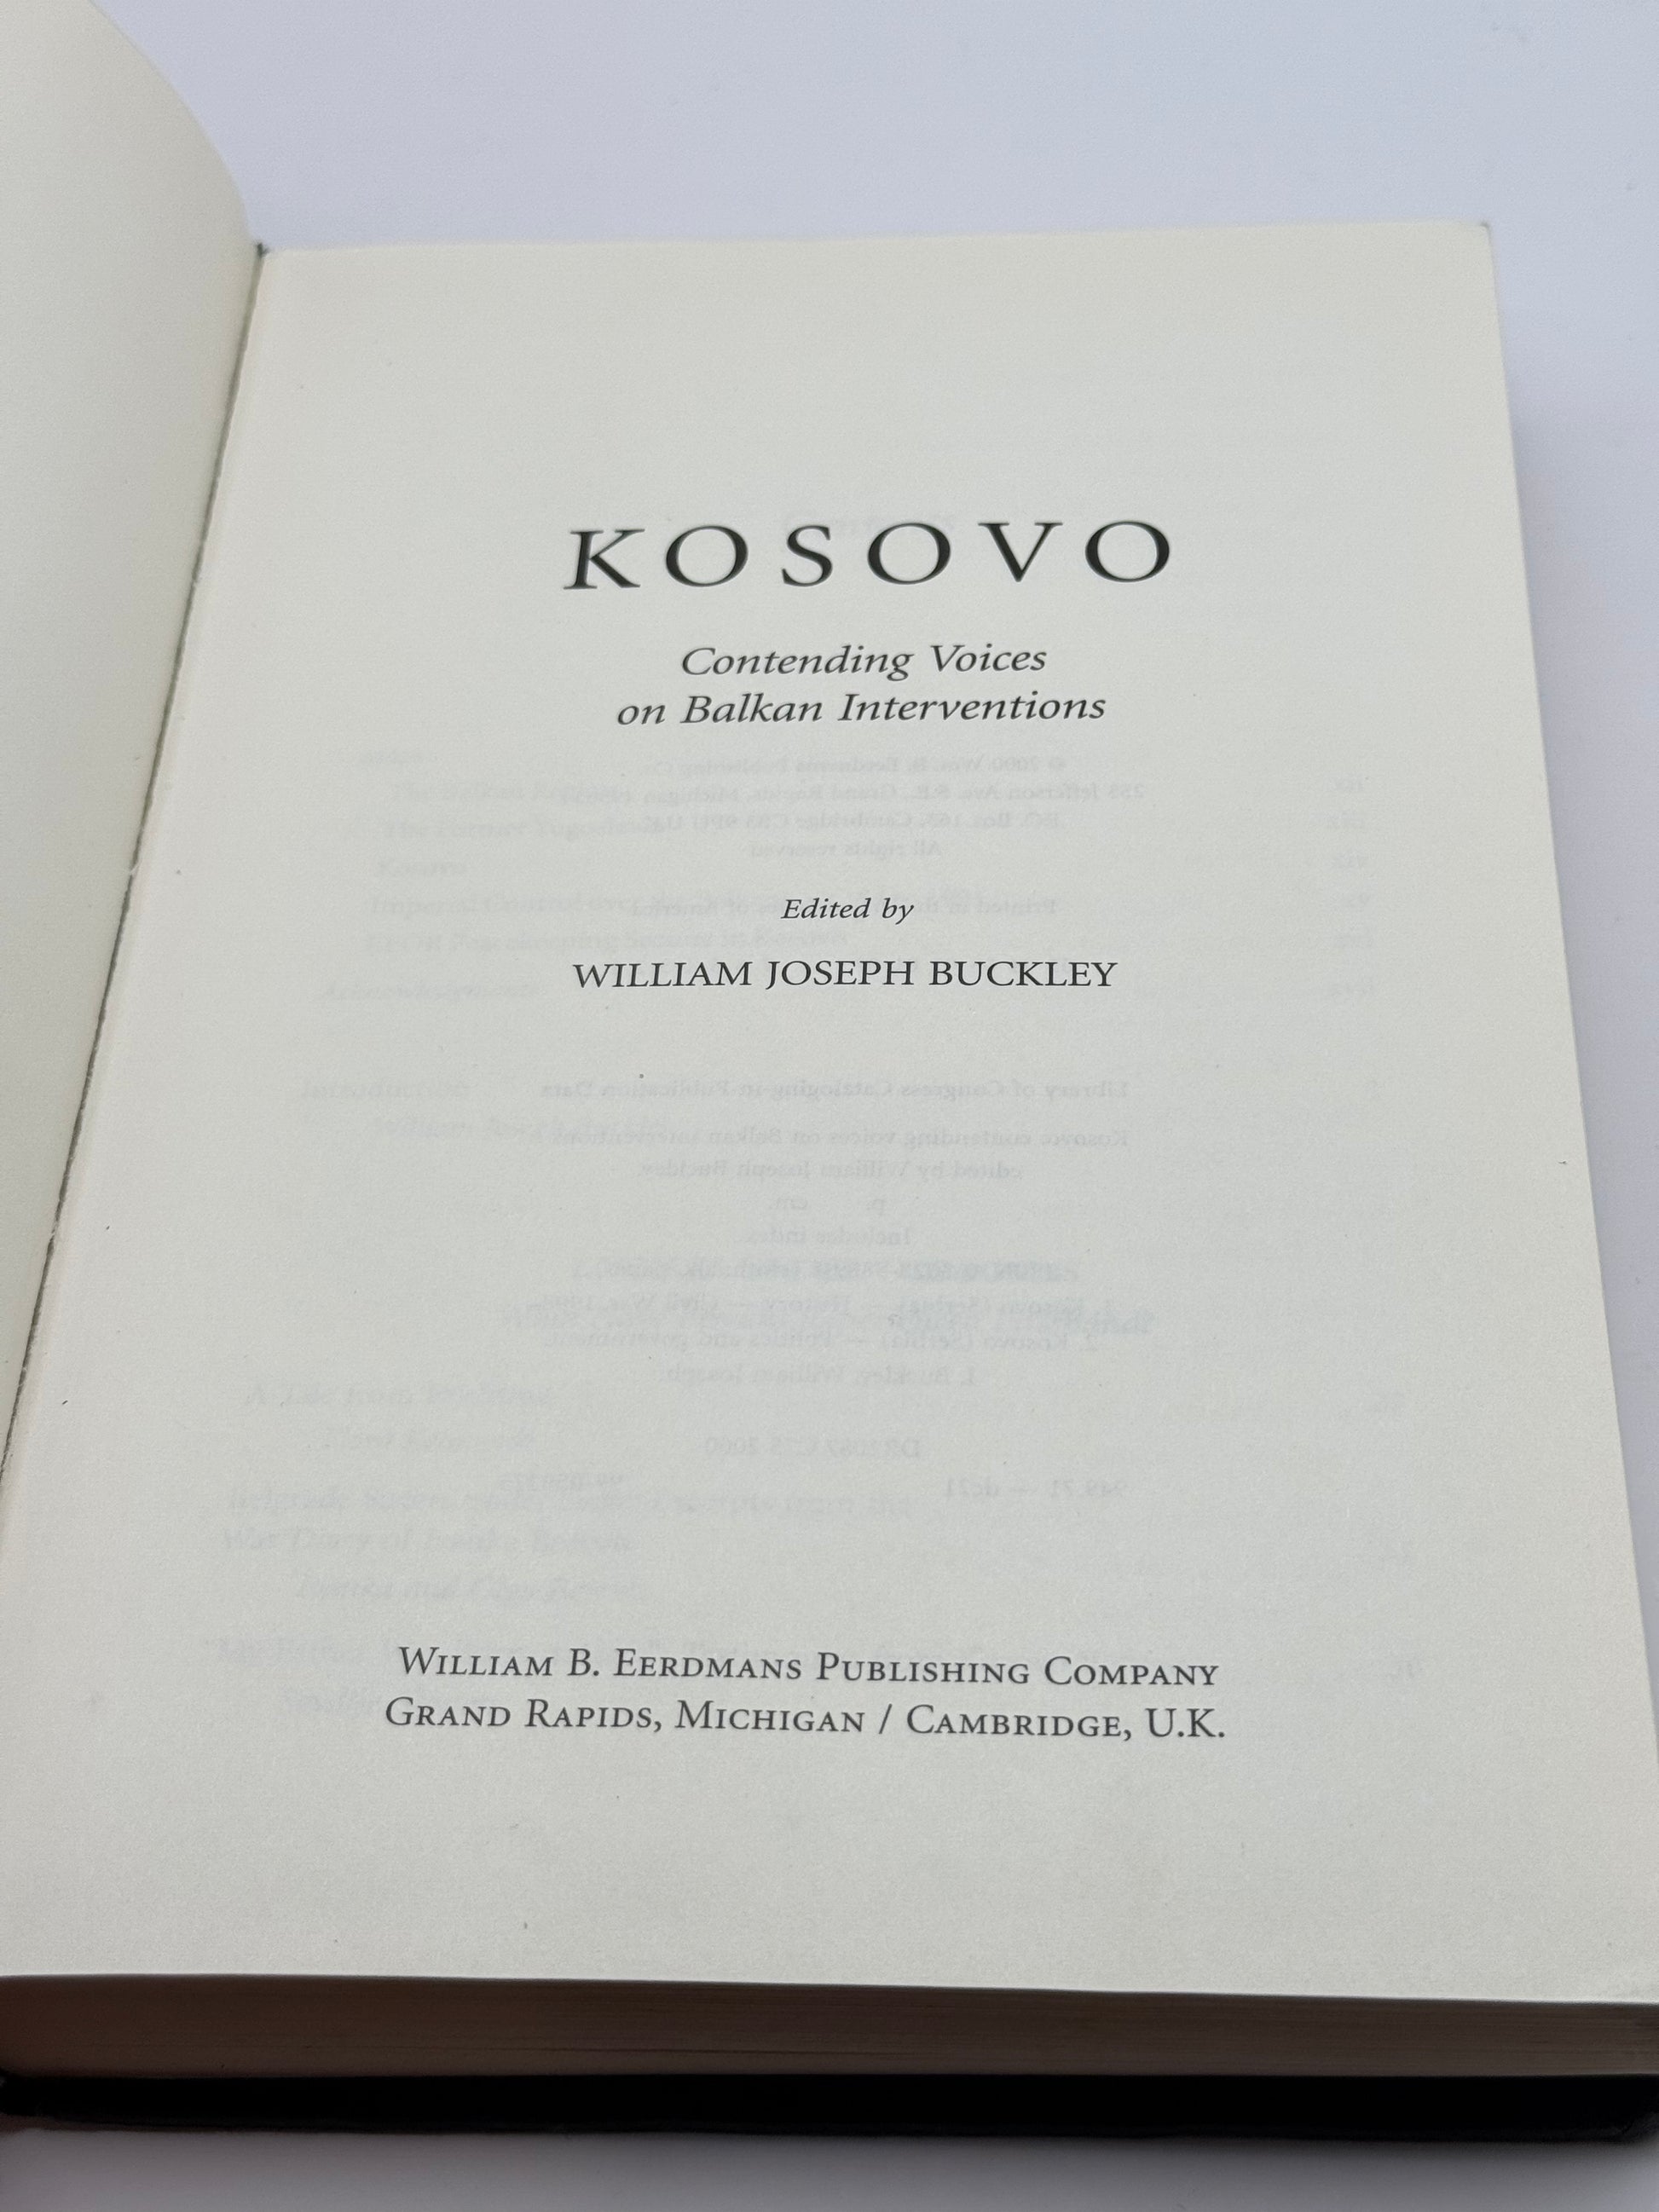 KOSOVO
Contending Voices
on Balkan Interventions
Edited by
WILLIAM JOSEPH BUCKLEY
WILLIAM B. EERDMANS PUBLISHING COMPANY
GRAND RAPIDS, MICHIGAN / CAMBRIDGE, U.K.